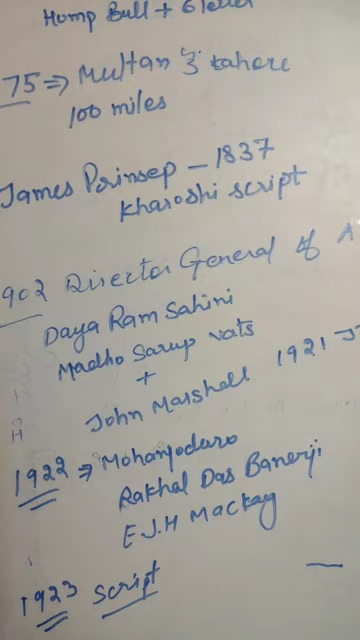 Hump Bull + 6 letter
75 ⇒ Multan से Lahore
100 miles
James Prinsep – 1837
Kharoshi script
902 Director General of A
Daya Ram Sahini
Madho Sarup vats
+
John Marshall 1921 J
1922 ⇒ Mohanjodaro
Rakhal Das Banerji
E.J.H Mackay
1923 script